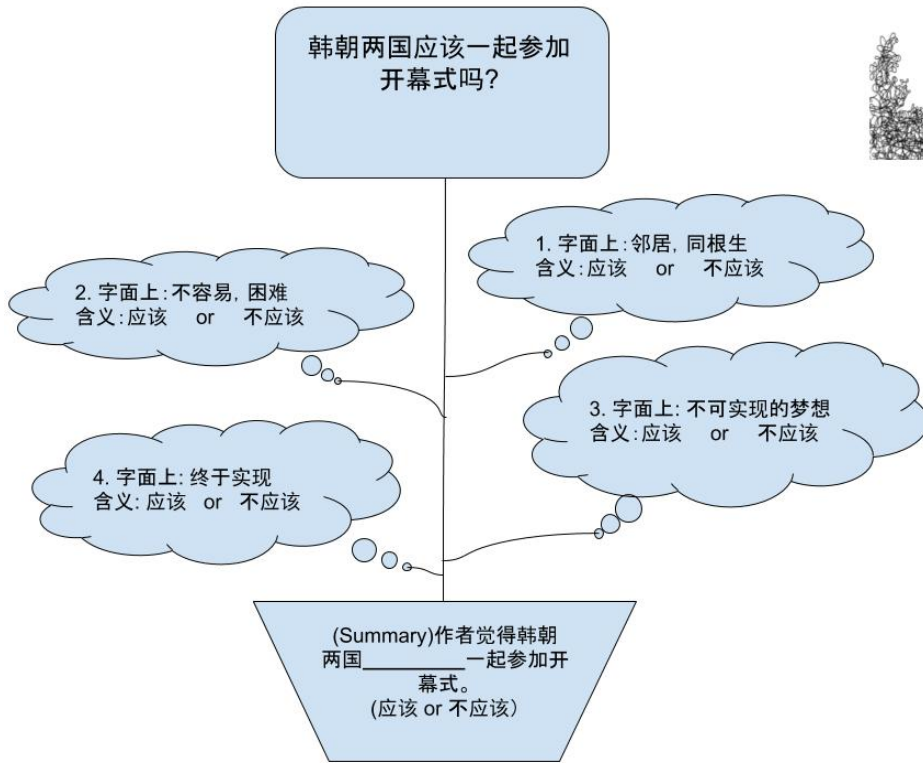 韩朝两国应该一起参加
开幕式吗?
1. 字面上:邻居, 同根生
含义:应该 or 不应该
2. 字面上:不容易, 困难
含义:应该 or 不应该
3. 字面上: 不可实现的梦想
含义:应该 or 不应该
4. 字面上: 终于实现
含义: 应该 or 不应该
(Summary)作者觉得韩朝
两国_________一起参加开
幕式。
(应该 or 不应该)